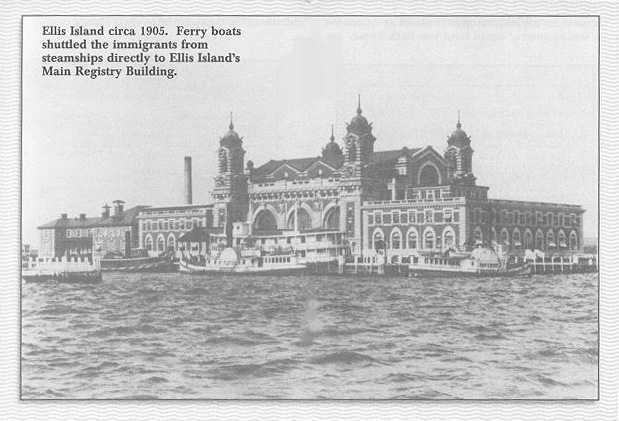 Ellis Island circa 1905. Ferry boats
shuttled the immigrants from
steamships directly to Ellis Island's
Main Registry Building.